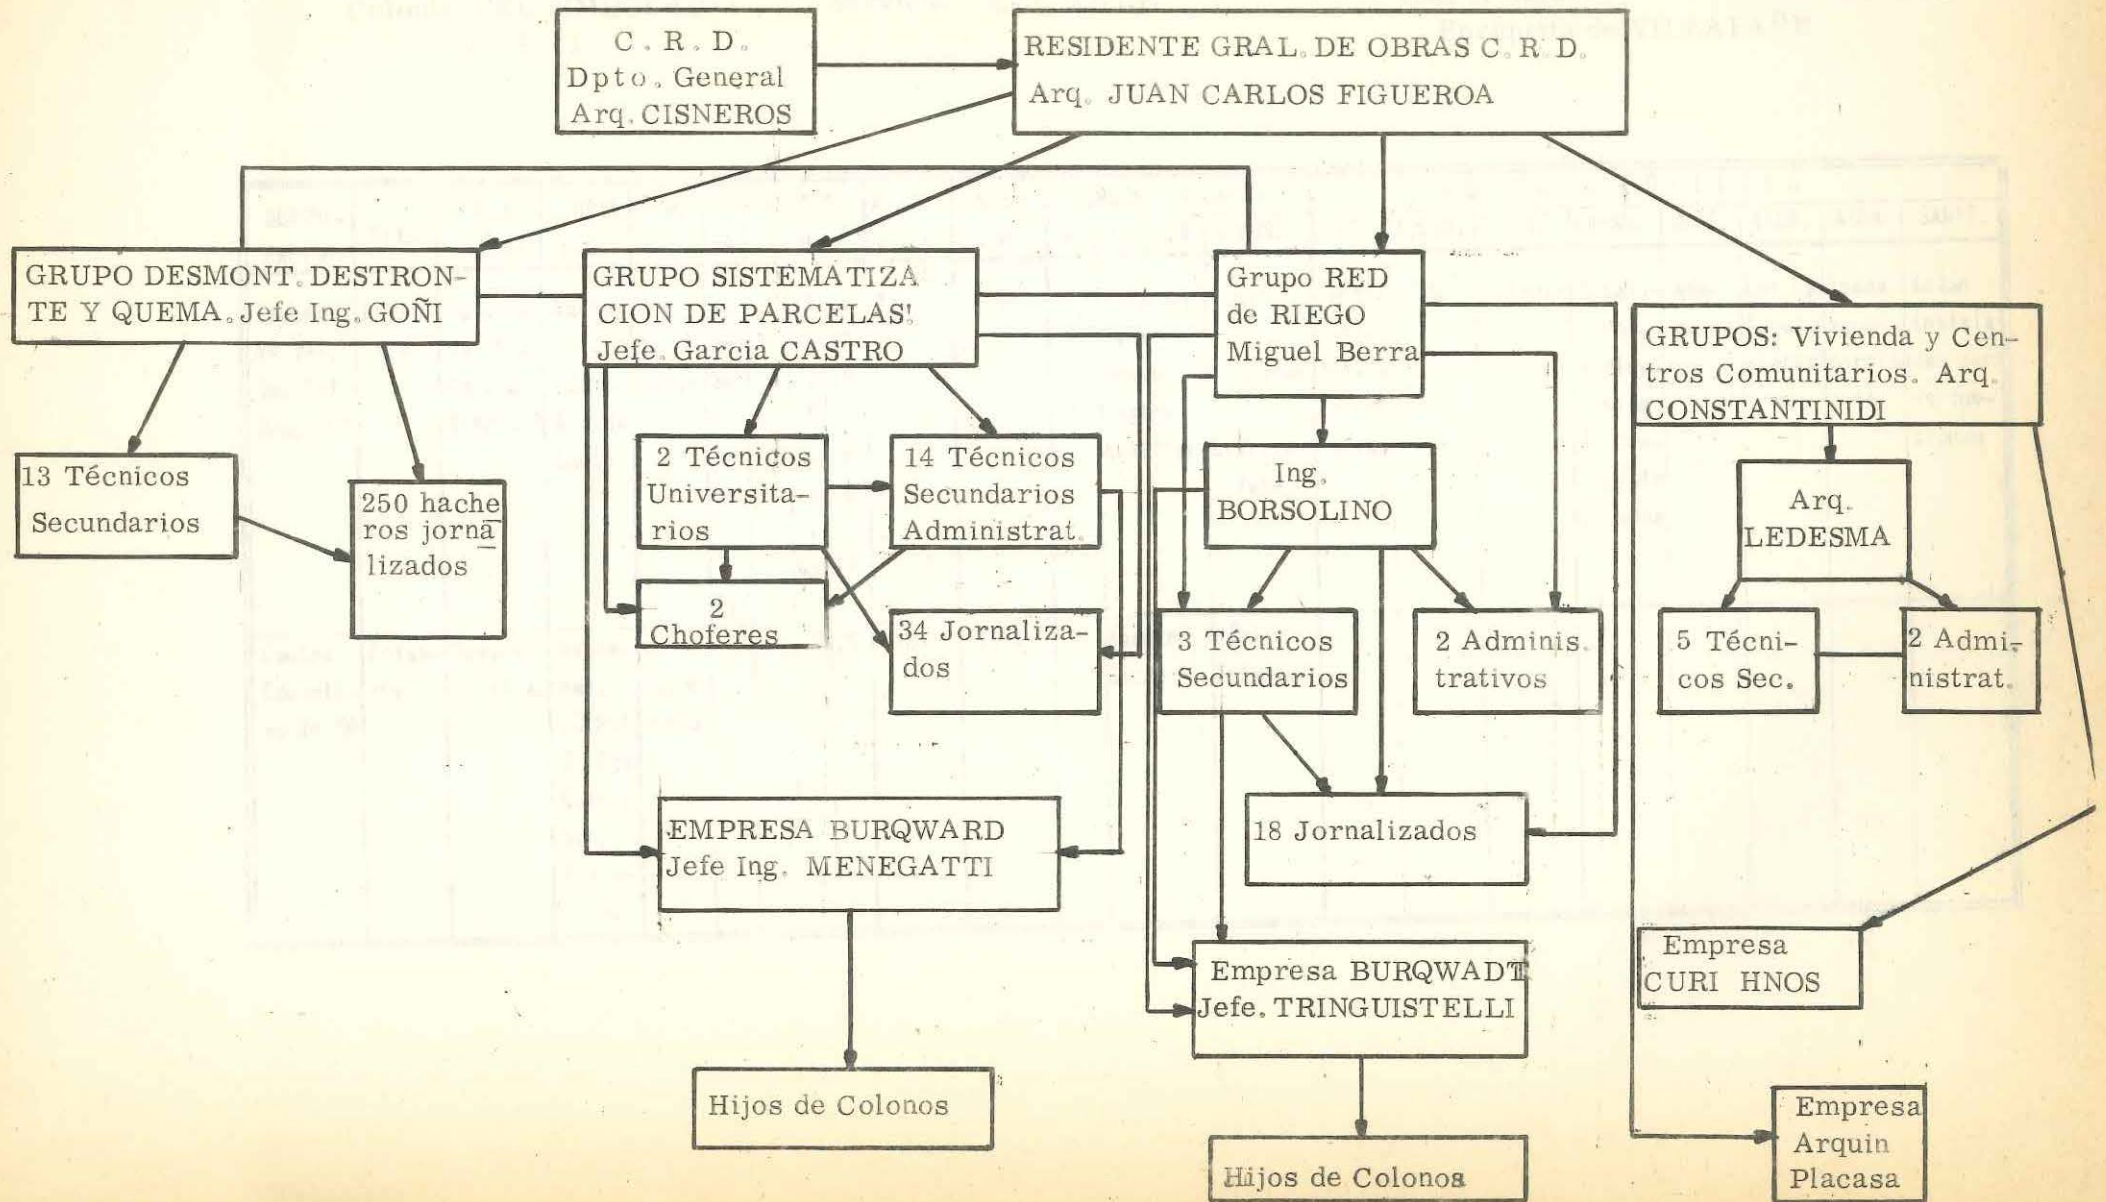 C.R.D.
Dpto. General
Arq. CISNEROS
RESIDENTE GRAL. DE OBRAS C.R.D.
Arq. JUAN CARLOS FIGUEROA
GRUPO DESMONT. DESTRON-
TE Y QUEMA. Jefe Ing. GOÑI
GRUPO SISTEMATIZA
CION DE PARCELAS!
Jefe. Garcia CASTRO
Grupo RED
de RIEGO
Miguel Berra
GRUPOS: Vivienda y Cen-
tros Comunitarios. Arq.
CONSTANTINIDI
13 Técnicos
Secundarios
250 hache
ros jorna
lizados
2 Técnicos
Universita-
rios
14 Técnicos
Secundarios
Administrat.
Ing.
BORSOLINO
Arq.
LEDESMA
2
Choferes
34 Jornaliza-
dos
3 Técnicos
Secundarios
2 Adminis.
trativos
5 Técni-
cos Sec.
2 Admi-
nistrat.
EMPRESA BURQWARD
Jefe Ing. MENEGATTI
18 Jornalizados
Empresa BURQWADT
Jefe. TRINGUISTELLI
Empresa
CURI HNOS
Hijos de Colonos
Hijos de Colonos
Empresa
Arquin
Placasa